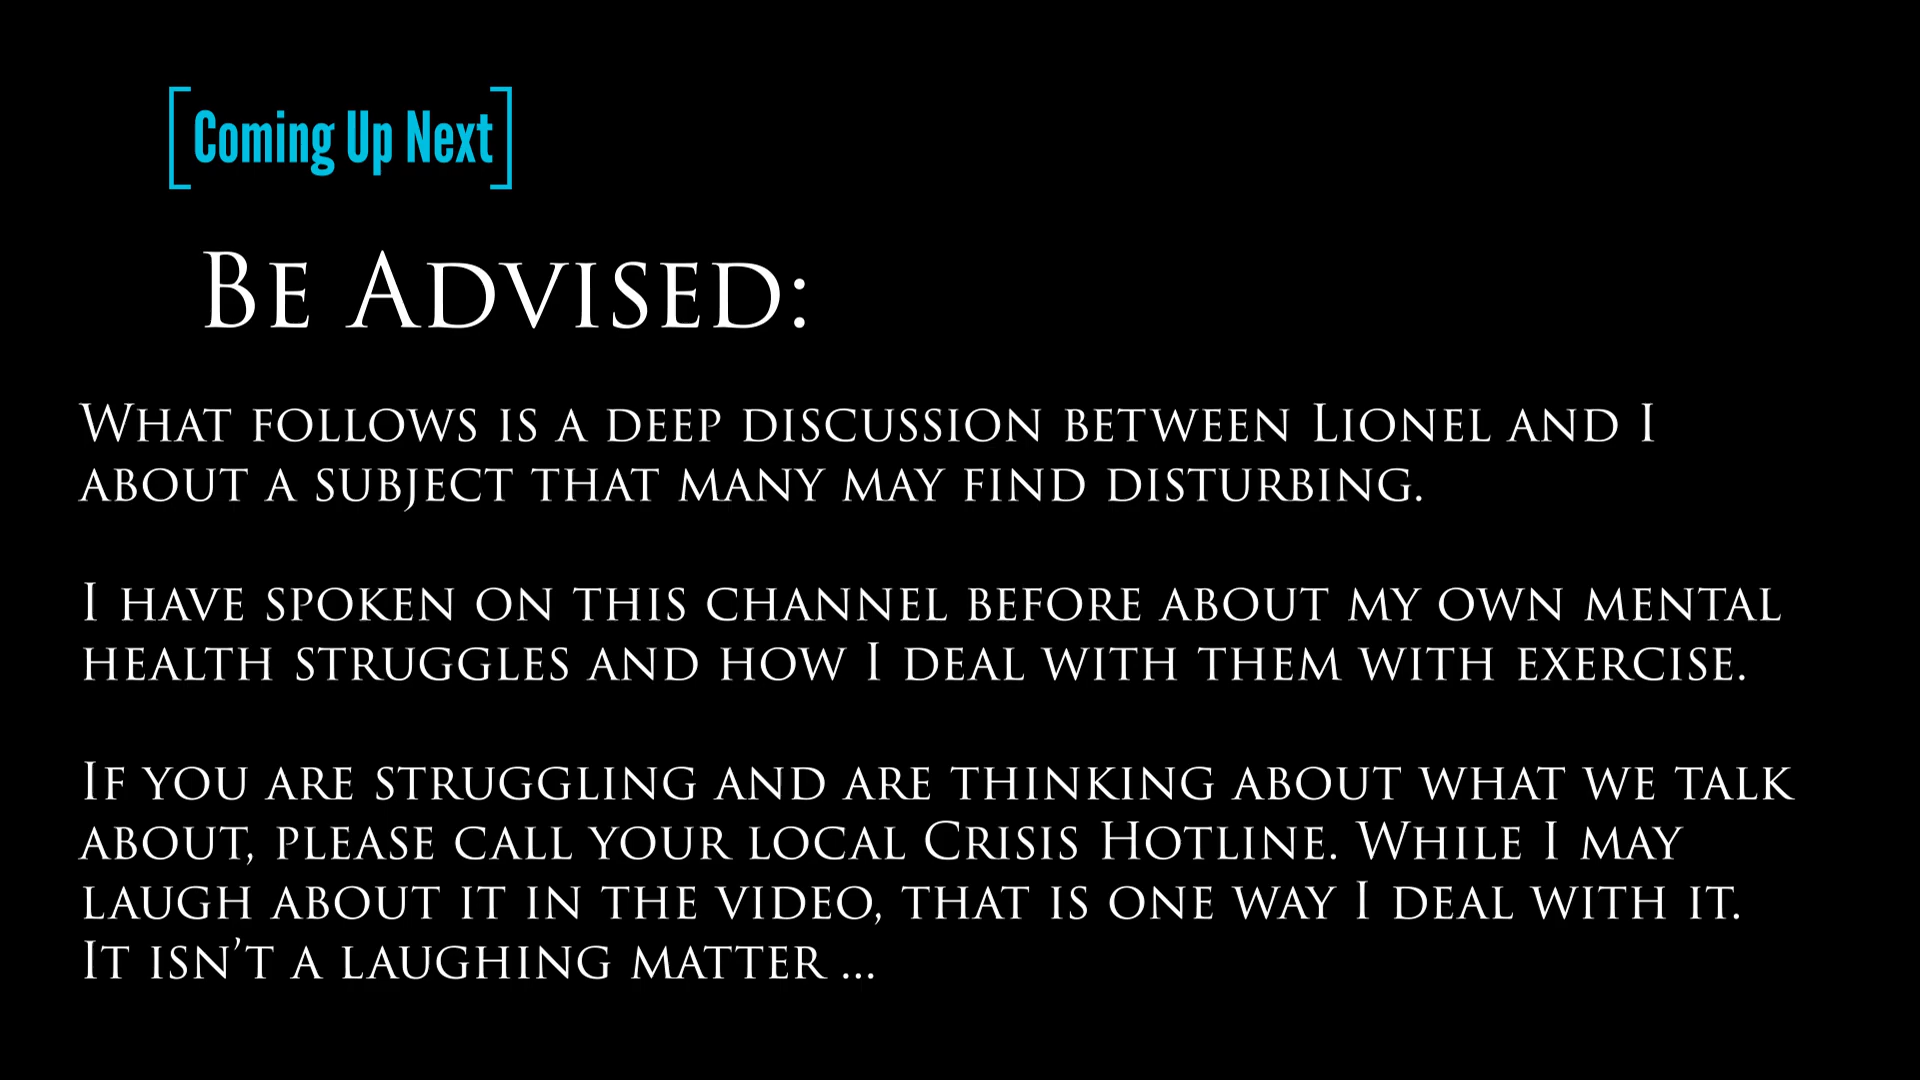 [Coming Up Next]
Be Advised:
What follows is a deep discussion between Lionel and I
about a subject that many may find disturbing.
I have spoken on this channel before about my own mental
health struggles and how I deal with them with exercise.
If you are struggling and are thinking about what we talk
about, please call your local Crisis Hotline. While I may
laugh about it in the video, that is one way I deal with it.
It isn’t a laughing matter ...